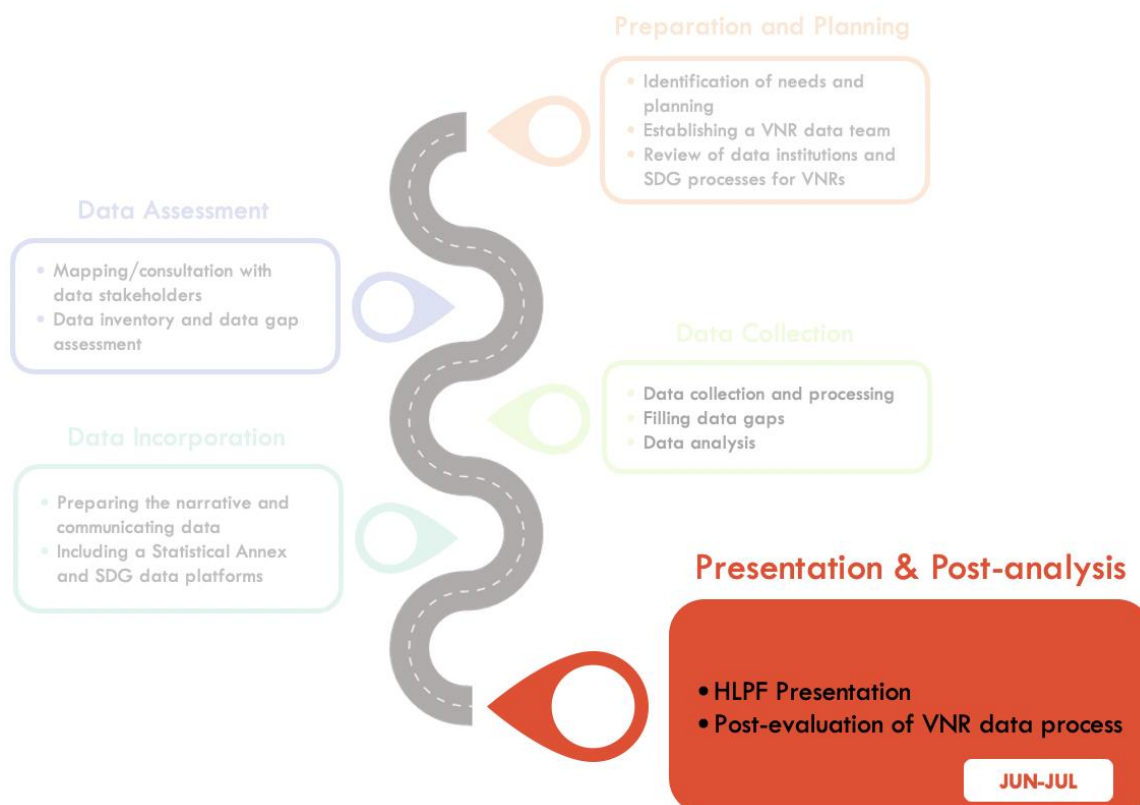 Preparation and Planning
• Identification of needs and
planning
• Establishing a VNR data team
• Review of data institutions and
SDG processes for VNRs
Data Assessment
• Mapping/consultation with
data stakeholders
• Data inventory and data gap
assessment
Data Collection
• Data collection and processing
• Filling data gaps
• Data analysis
Data Incorporation
• Preparing the narrative and
communicating data
• Including a Statistical Annex
and SDG data platforms
Presentation & Post-analysis
• HLPF Presentation
• Post-evaluation of VNR data process
JUN-JUL